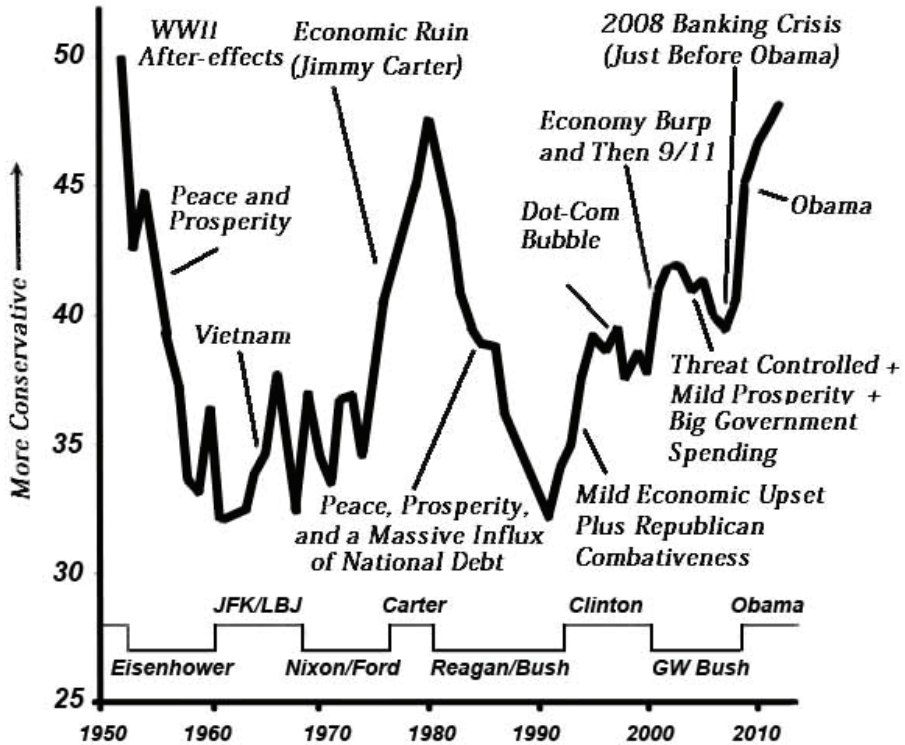 WWII
After-effects
Economic Ruin
(Jimmy Carter)
2008 Banking Crisis
(Just Before Obama)
50
Economy Burp
and Then 9/11
Peace and
Prosperity
45
Dot-Com
Bubble
Obama
More Conservative
40
Vietnam
Threat Controlled +
Mild Prosperity +
Big Government
Spending
35
Peace, Prosperity,
and a Massive Influx
of National Debt
Mild Economic Upset
Plus Republican
Combativeness
30
JFK/LBJ
Carter
Clinton
Obama
Eisenhower
Nixon/Ford
Reagan/Bush
GW Bush
25
1950 1960 1970 1980 1990 2000 2010